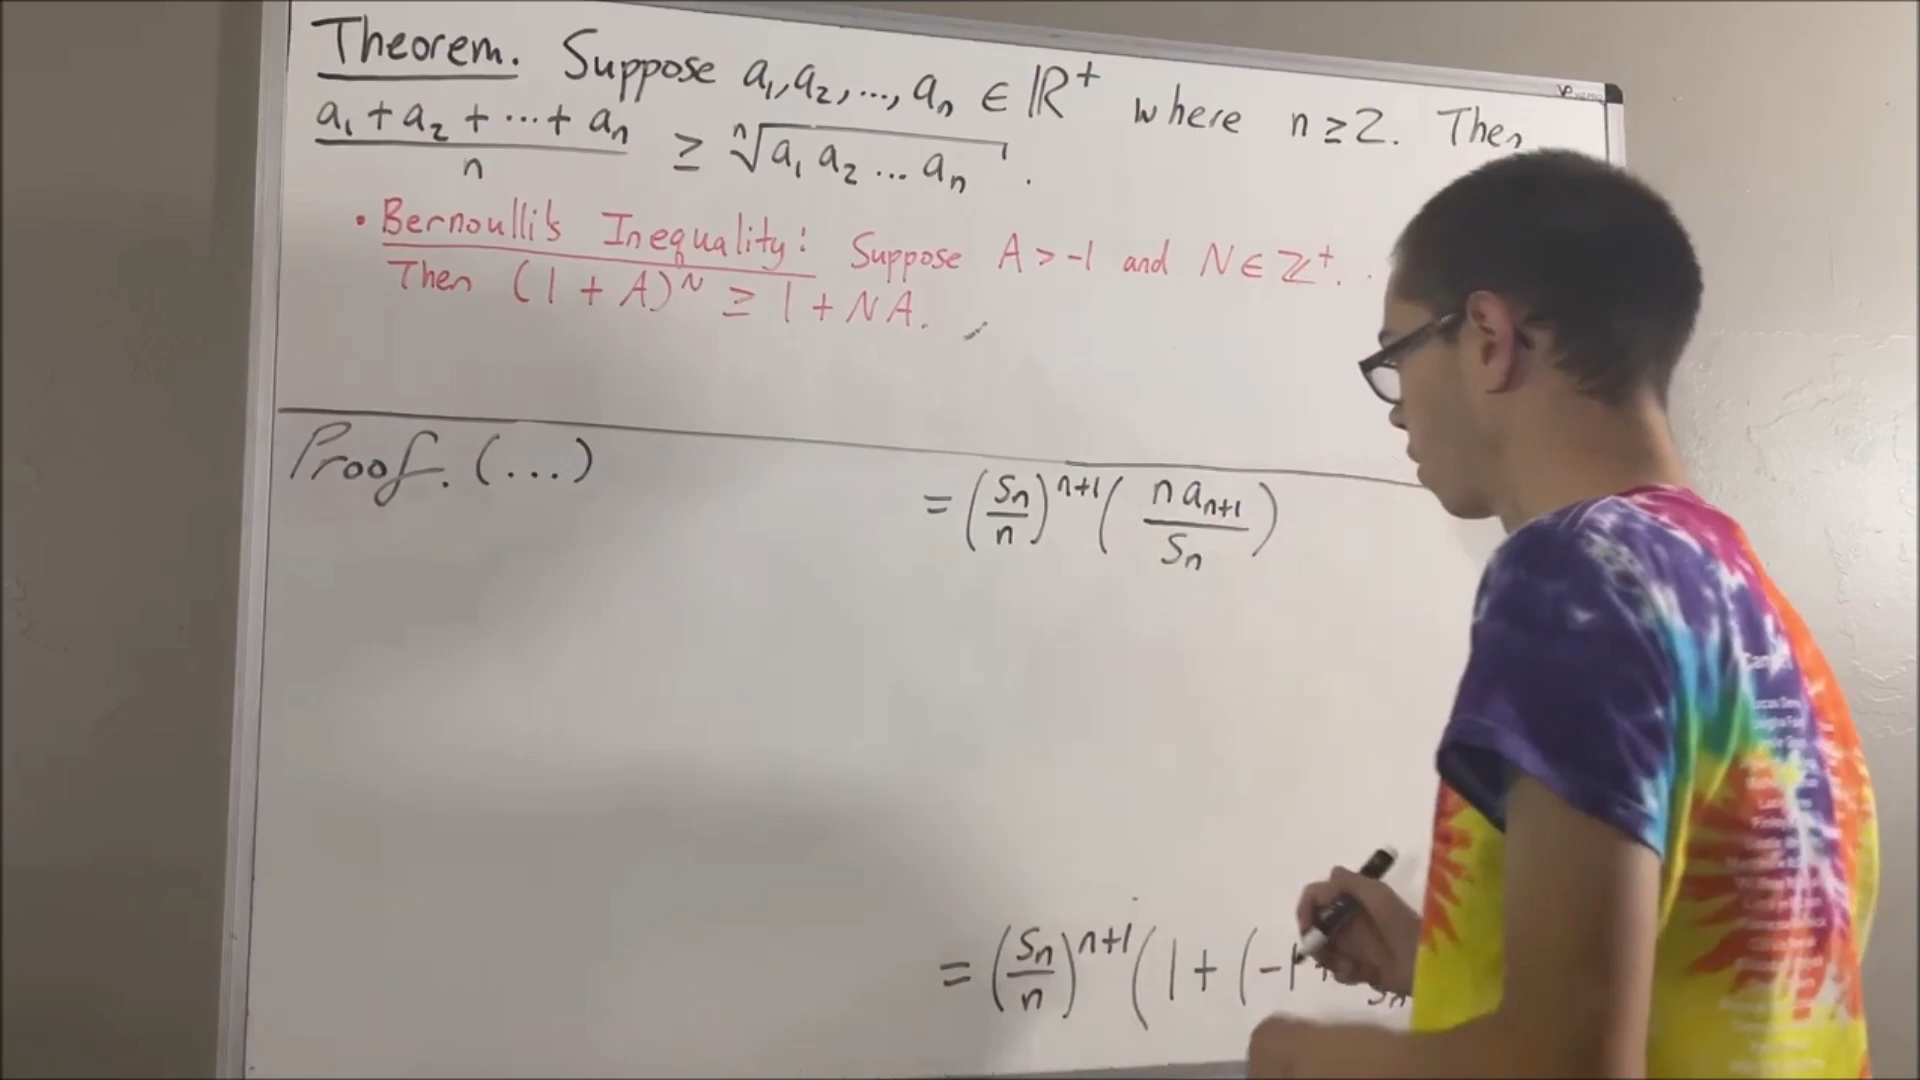 Theorem. Suppose a₁, a₂, ..., aₙ ∈ ℝ⁺ where n ≥ 2. Then
(a₁ + a₂ + ⋯ + aₙ)/n ≥ ⁿ√(a₁ a₂ ... aₙ).
• Bernoulli's Inequality: Suppose A > -1 and N ∈ ℤ⁺.
Then (1 + A)ᴺ ≥ 1 + NA.
Proof. (...)
= (Sₙ/n)ⁿ⁺¹ (n aₙ₊₁/Sₙ)
= (Sₙ/n)ⁿ⁺¹ (1 + (-1 +